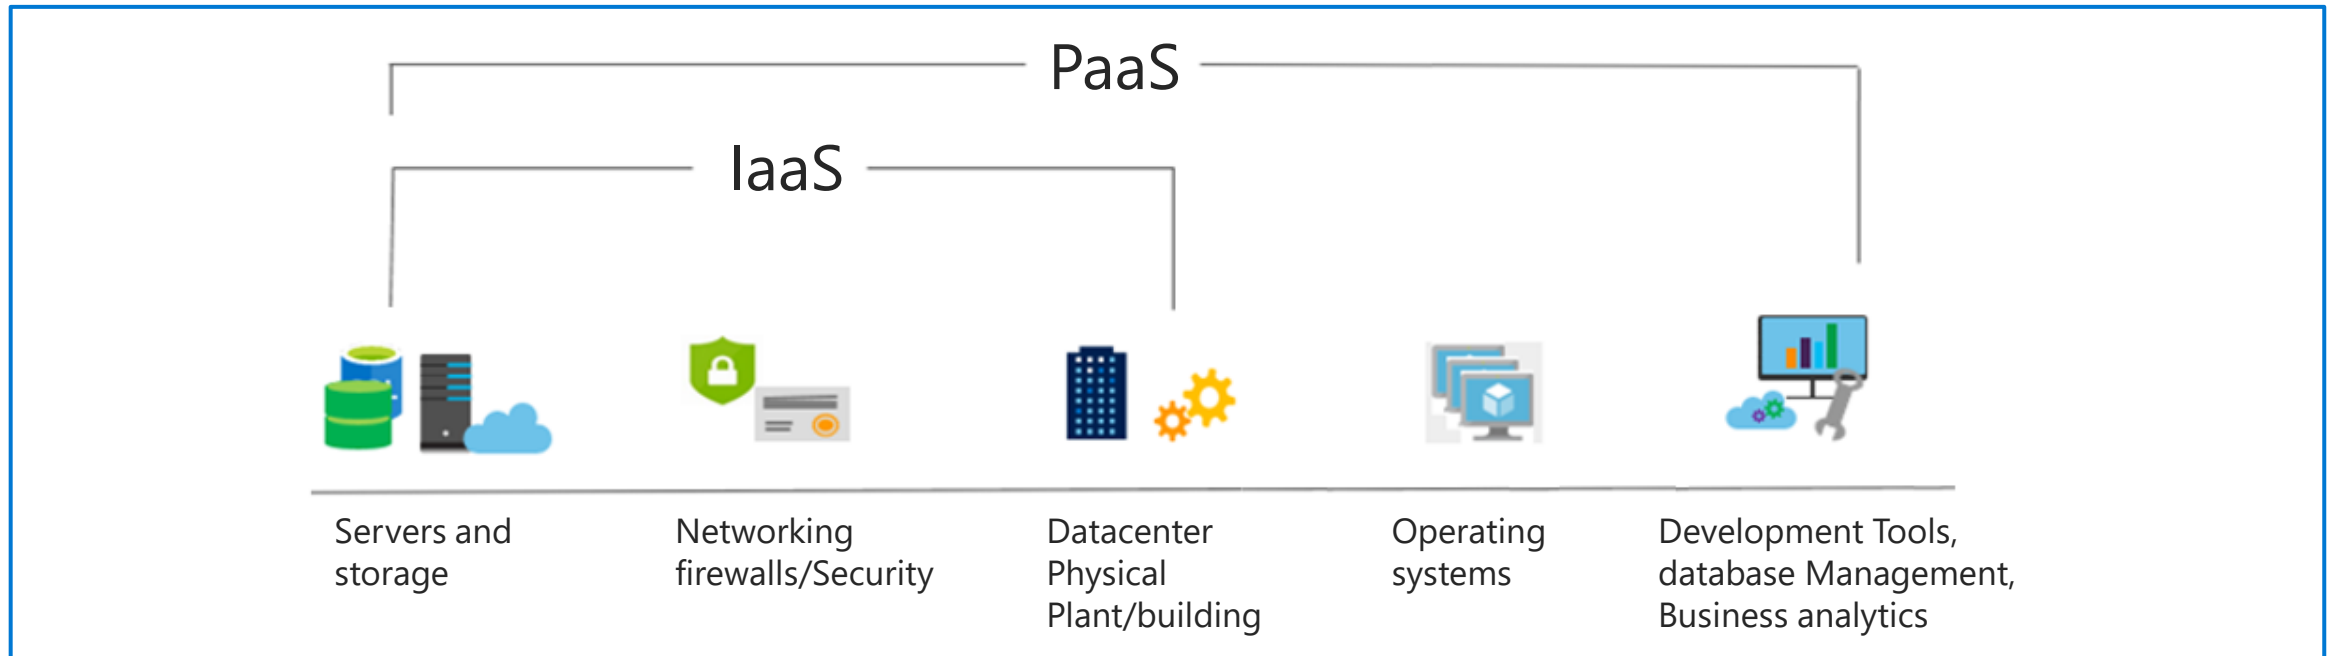 PaaS
IaaS
Servers and
storage
Networking
firewalls/Security
Datacenter
Physical
Plant/building
Operating
systems
Development Tools,
database Management,
Business analytics